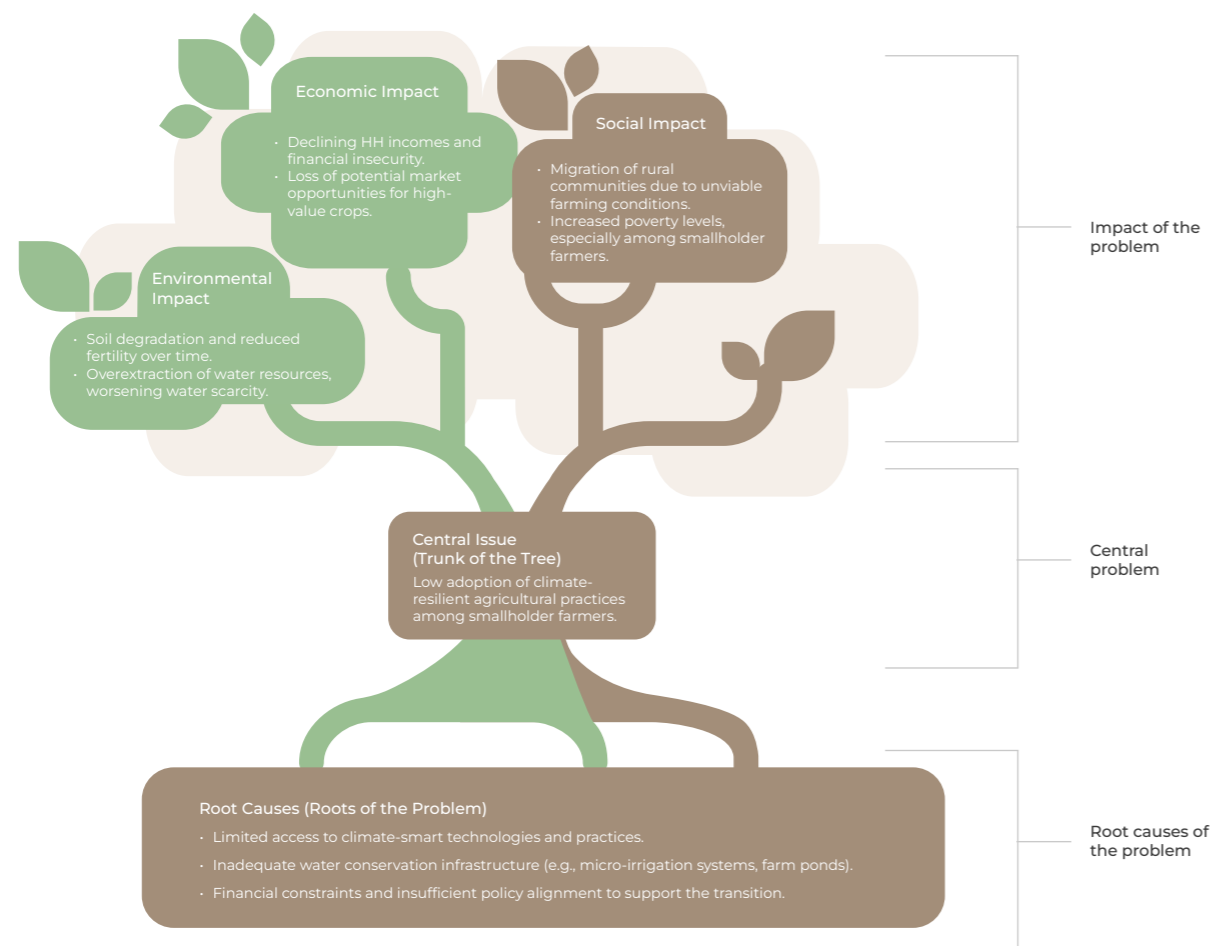 Economic Impact
· Declining HH incomes and
financial insecurity.
· Loss of potential market
opportunities for high-
value crops.
Social Impact
· Migration of rural
communities due to unviable
farming conditions.
· Increased poverty levels,
especially among smallholder
farmers.
Environmental
Impact
· Soil degradation and reduced
fertility over time.
· Overextraction of water resources,
worsening water scarcity.
Impact of the
problem
Central Issue
(Trunk of the Tree)
Low adoption of climate-
resilient agricultural practices
among smallholder farmers.
Central
problem
Root Causes (Roots of the Problem)
· Limited access to climate-smart technologies and practices.
· Inadequate water conservation infrastructure (e.g., micro-irrigation systems, farm ponds).
· Financial constraints and insufficient policy alignment to support the transition.
Root causes of
the problem